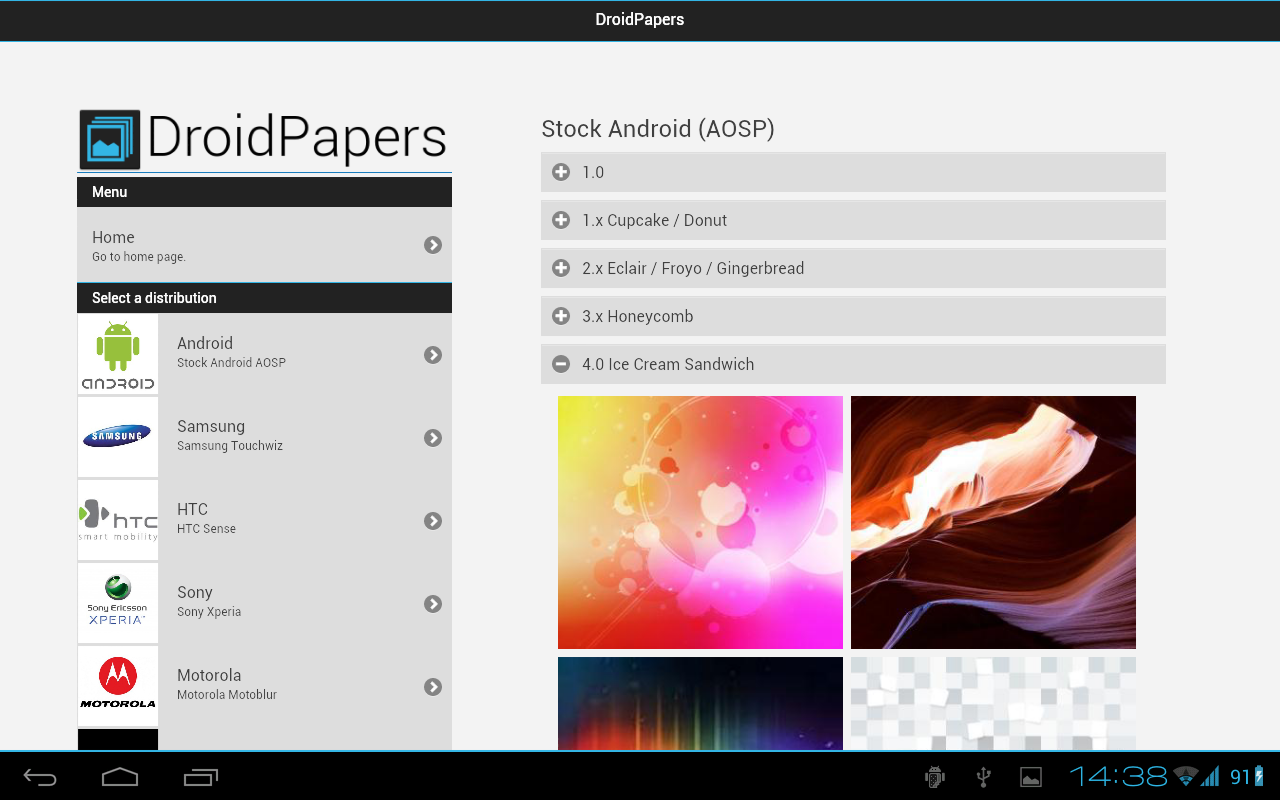 DroidPapers
DroidPapers
Menu
Home
Go to home page.
Select a distribution
ANDROID
Android
Stock Android AOSP
SAMSUNG
Samsung
Samsung Touchwiz
hTC
smart mobility
HTC
HTC Sense
Sony Ericsson
XPERIA
Sony
Sony Xperia
MOTOROLA
Motorola
Motorola Motoblur
Stock Android (AOSP)
1.0
1.x Cupcake / Donut
2.x Eclair / Froyo / Gingerbread
3.x Honeycomb
4.0 Ice Cream Sandwich
14:38
91